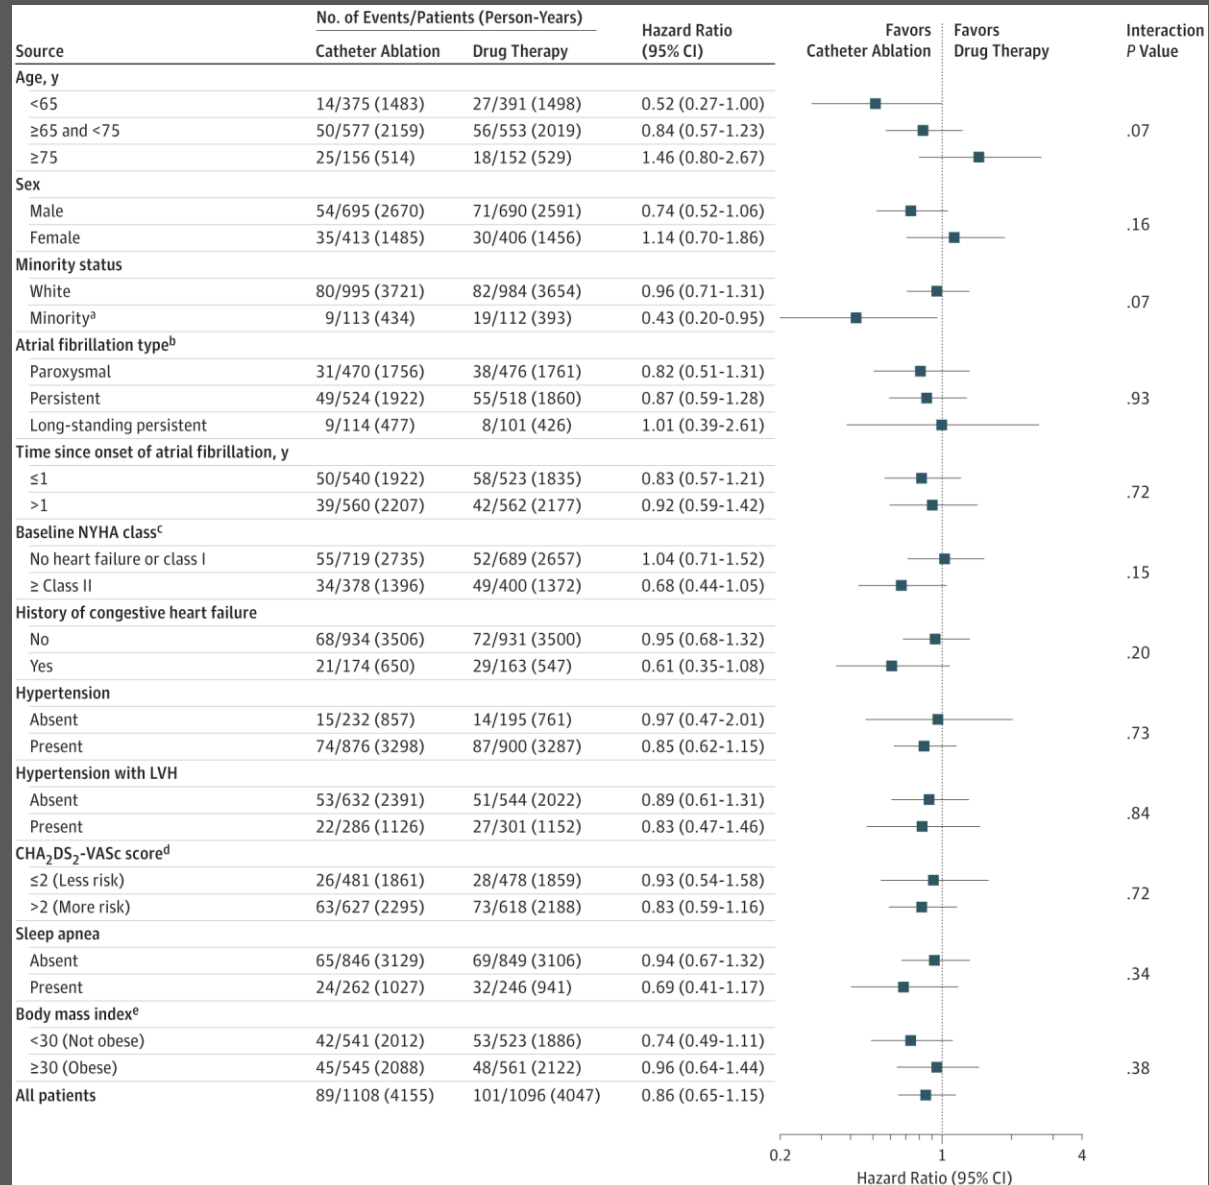 No. of Events/Patients (Person-Years)
Source Catheter Ablation Drug Therapy Hazard Ratio (95% CI) Favors Catheter Ablation Favors Drug Therapy Interaction P Value
Age, y
<65 14/375 (1483) 27/391 (1498) 0.52 (0.27-1.00)
≥65 and <75 50/577 (2159) 56/553 (2019) 0.84 (0.57-1.23) .07
≥75 25/156 (514) 18/152 (529) 1.46 (0.80-2.67)
Sex
Male 54/695 (2670) 71/690 (2591) 0.74 (0.52-1.06)
.16
Female 35/413 (1485) 30/406 (1456) 1.14 (0.70-1.86)
Minority status
White 80/995 (3721) 82/984 (3654) 0.96 (0.71-1.31)
.07
Minorityᵃ 9/113 (434) 19/112 (393) 0.43 (0.20-0.95)
Atrial fibrillation typeᵇ
Paroxysmal 31/470 (1756) 38/476 (1761) 0.82 (0.51-1.31)
Persistent 49/524 (1922) 55/518 (1860) 0.87 (0.59-1.28) .93
Long-standing persistent 9/114 (477) 8/101 (426) 1.01 (0.39-2.61)
Time since onset of atrial fibrillation, y
≤1 50/540 (1922) 58/523 (1835) 0.83 (0.57-1.21)
.72
>1 39/560 (2207) 42/562 (2177) 0.92 (0.59-1.42)
Baseline NYHA classᶜ
No heart failure or class I 55/719 (2735) 52/689 (2657) 1.04 (0.71-1.52)
.15
≥ Class II 34/378 (1396) 49/400 (1372) 0.68 (0.44-1.05)
History of congestive heart failure
No 68/934 (3506) 72/931 (3500) 0.95 (0.68-1.32)
.20
Yes 21/174 (650) 29/163 (547) 0.61 (0.35-1.08)
Hypertension
Absent 15/232 (857) 14/195 (761) 0.97 (0.47-2.01)
.73
Present 74/876 (3298) 87/900 (3287) 0.85 (0.62-1.15)
Hypertension with LVH
Absent 53/632 (2391) 51/544 (2022) 0.89 (0.61-1.31)
.84
Present 22/286 (1126) 27/301 (1152) 0.83 (0.47-1.46)
CHA₂DS₂-VASc scoreᵈ
≤2 (Less risk) 26/481 (1861) 28/478 (1859) 0.93 (0.54-1.58)
.72
>2 (More risk) 63/627 (2295) 73/618 (2188) 0.83 (0.59-1.16)
Sleep apnea
Absent 65/846 (3129) 69/849 (3106) 0.94 (0.67-1.32)
.34
Present 24/262 (1027) 32/246 (941) 0.69 (0.41-1.17)
Body mass indexᵉ
<30 (Not obese) 42/541 (2012) 53/523 (1886) 0.74 (0.49-1.11)
≥30 (Obese) 45/545 (2088) 48/561 (2122) 0.96 (0.64-1.44) .38
All patients 89/1108 (4155) 101/1096 (4047) 0.86 (0.65-1.15)
0.2 1 4
Hazard Ratio (95% CI)